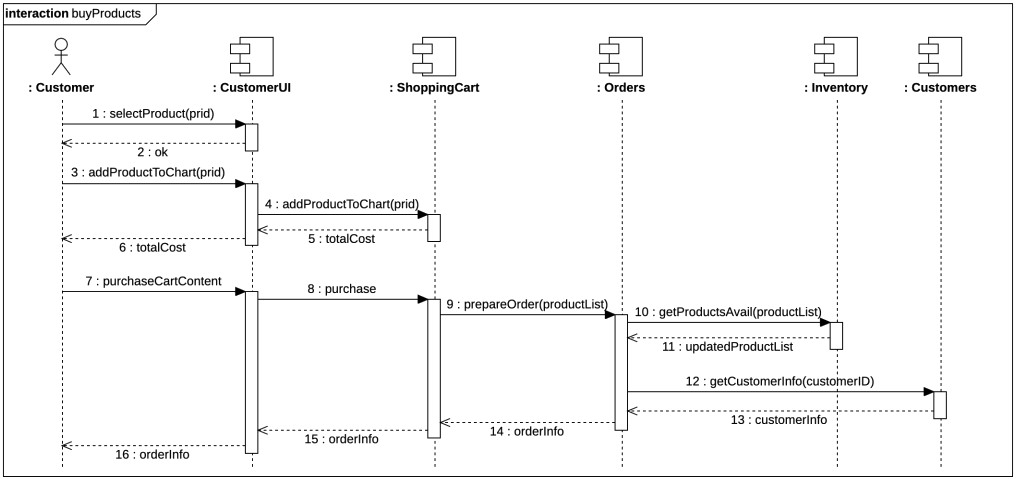 interaction buyProducts
: Customer
: CustomerUI
: ShoppingCart
: Orders
: Inventory
: Customers
1 : selectProduct(prid)
2 : ok
3 : addProductToChart(prid)
4 : addProductToChart(prid)
5 : totalCost
6 : totalCost
7 : purchaseCartContent
8 : purchase
9 : prepareOrder(productList)
10 : getProductsAvail(productList)
11 : updatedProductList
12 : getCustomerInfo(customerID)
13 : customerInfo
14 : orderInfo
15 : orderInfo
16 : orderInfo